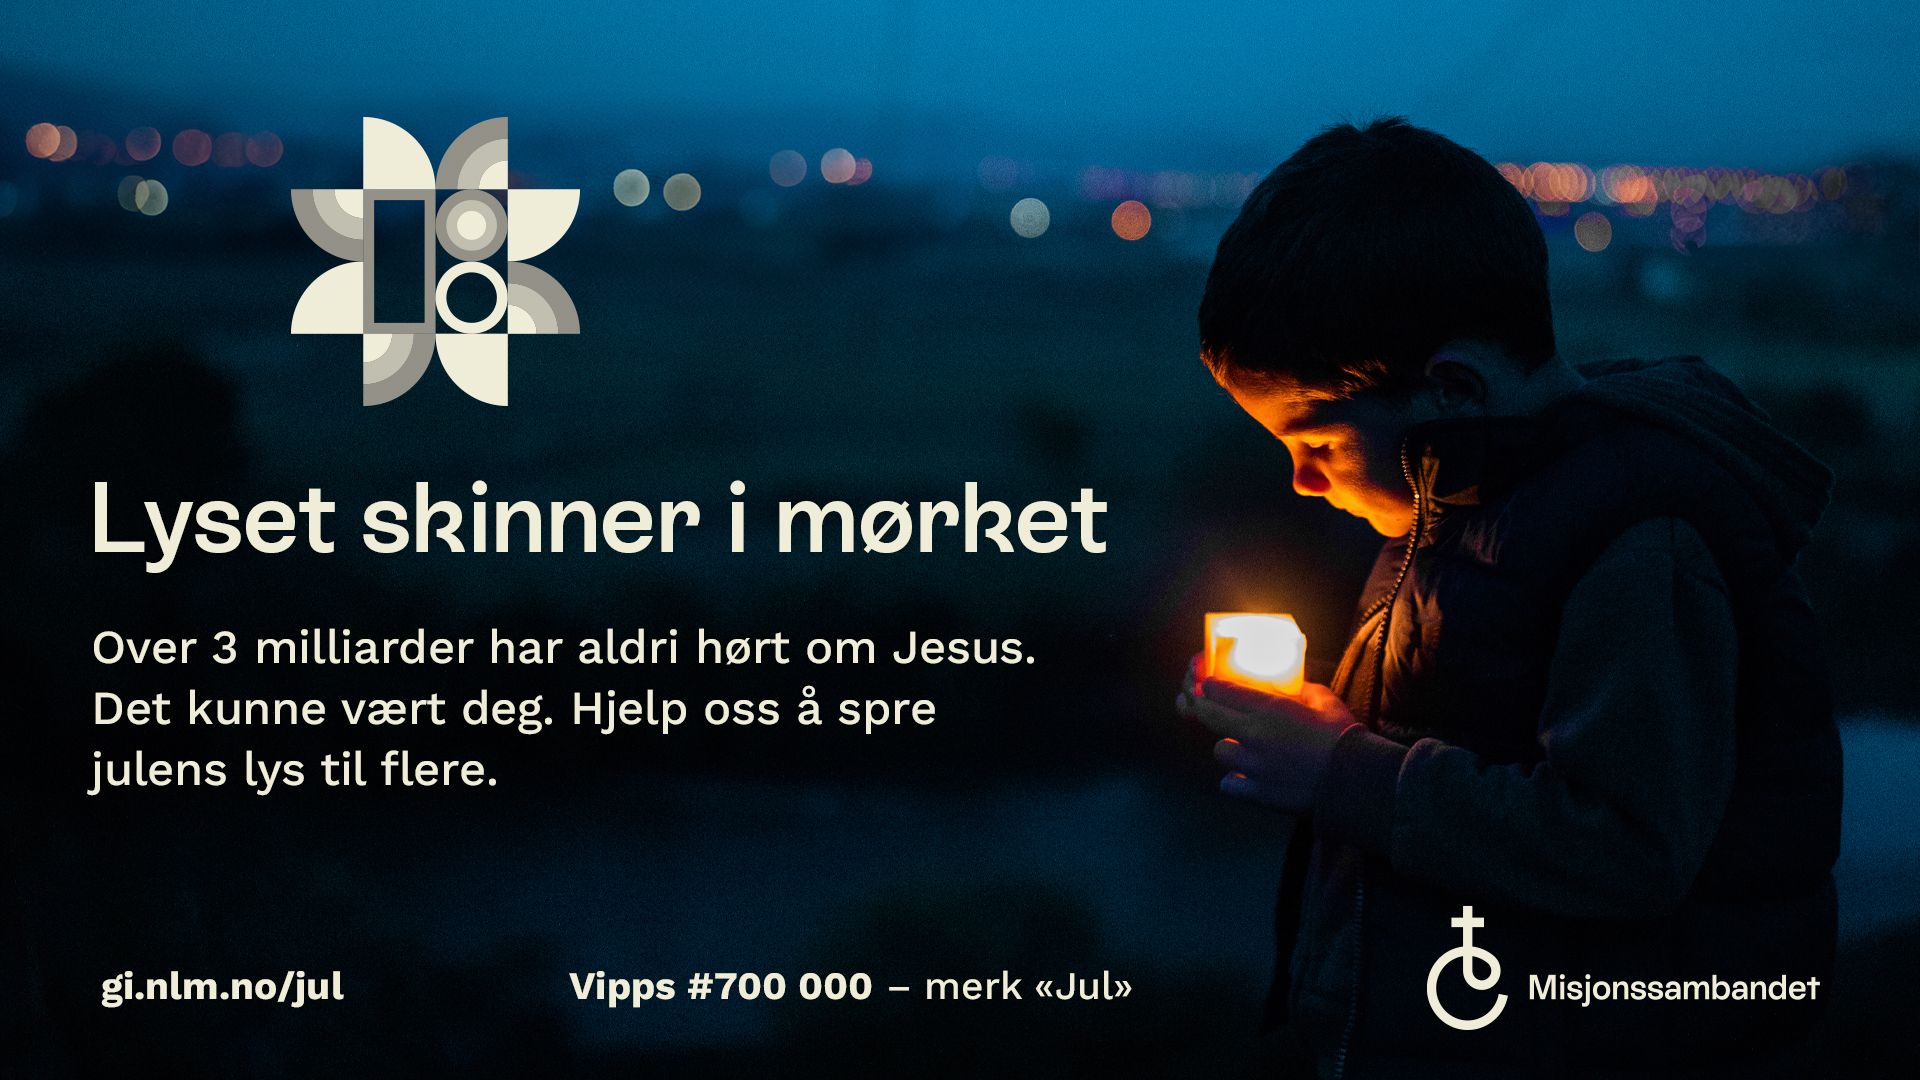 Lyset skinner i mørket
Over 3 milliarder har aldri hørt om Jesus.
Det kunne vært deg. Hjelp oss å spre
julens lys til flere.
gi.nlm.no/jul
Vipps #700 000 – merk «Jul»
Misjonssambandet